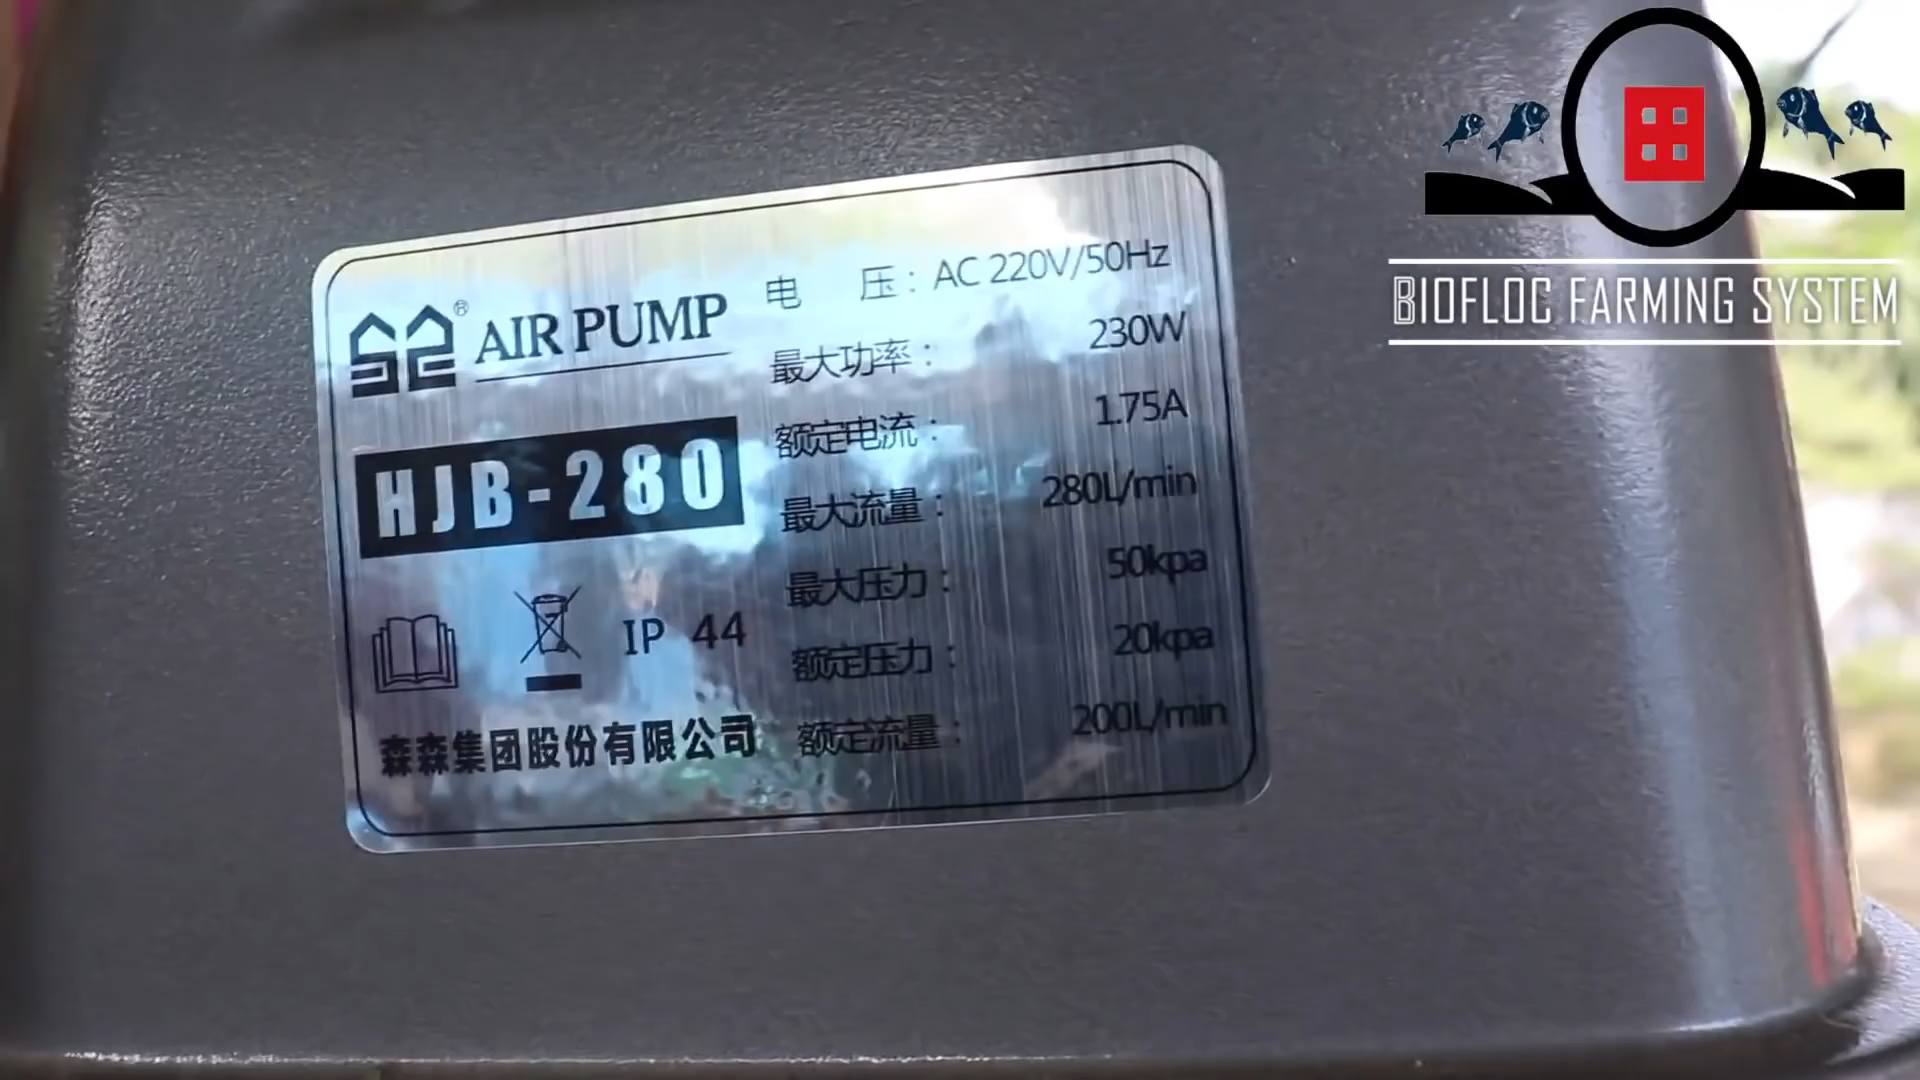 ® AIR PUMP
HJB-280
IP 44
森森集团股份有限公司
电 压：AC 220V/50Hz
最大功率： 230W
额定电流： 1.75A
最大流量： 280L/min
最大压力： 50kpa
额定压力： 20kpa
额定流量： 200L/min
BIOFLOC FARMING SYSTEM